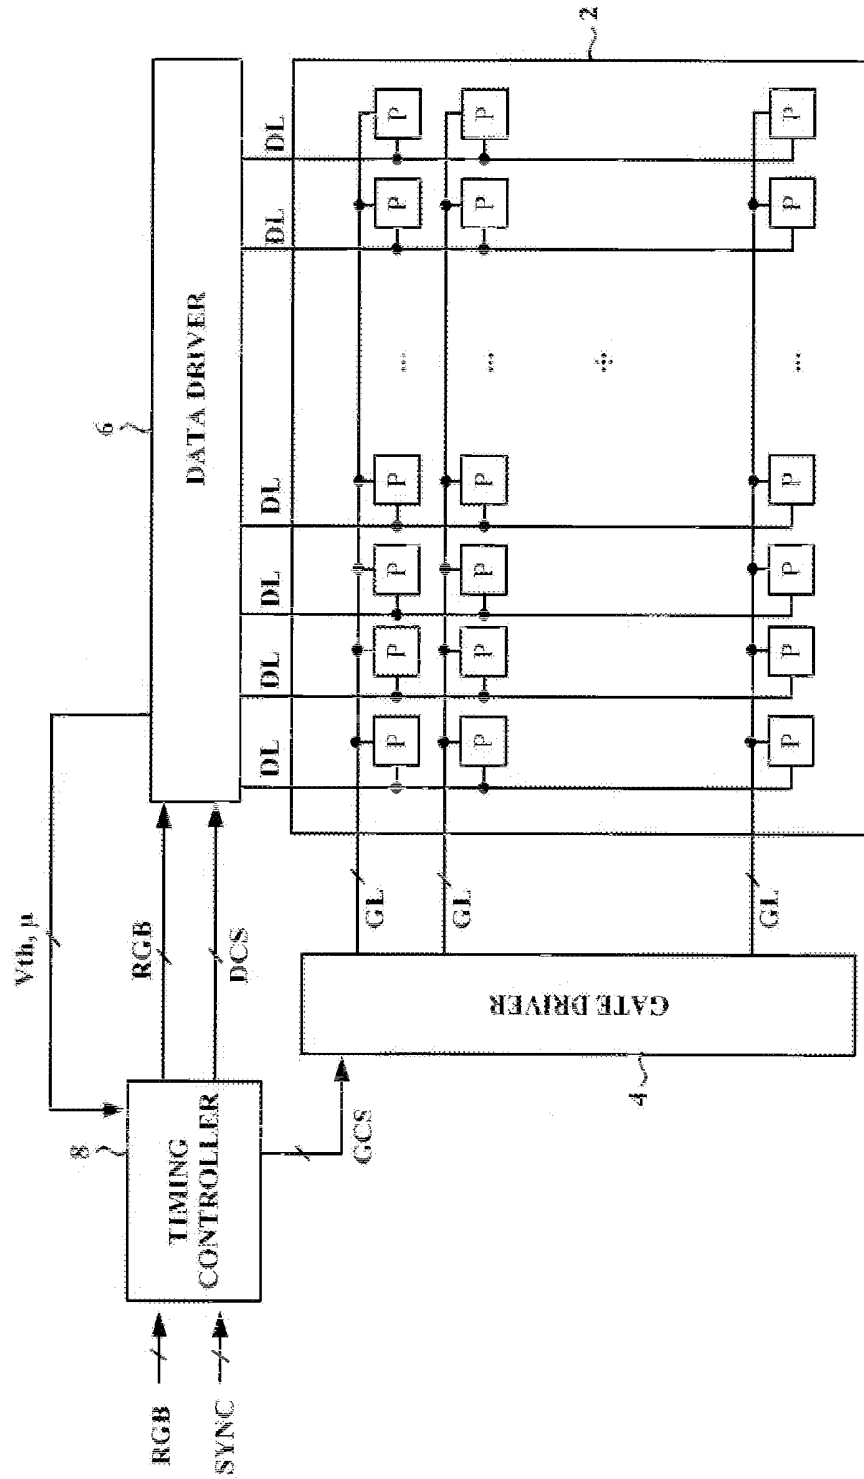 Vth, μ
8
6
RGB
RGB
SYNC
TIMING
CONTROLLER
DCS
DATA DRIVER
DL
DL
DL
DL
DL
DL
GCS
GATE DRIVER
4
2
GL
P
P
P
P
...
P
P
GL
P
P
P
P
...
P
P
GL
P
P
P
P
...
P
P